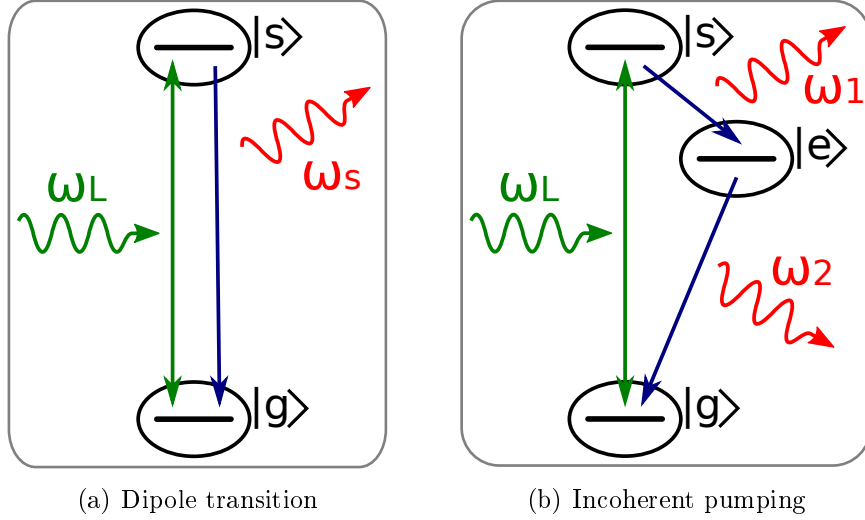 |s⟩ |s⟩
ω1
ωs |e⟩
ωL ωL
ω2
|g⟩ |g⟩
(a) Dipole transition (b) Incoherent pumping